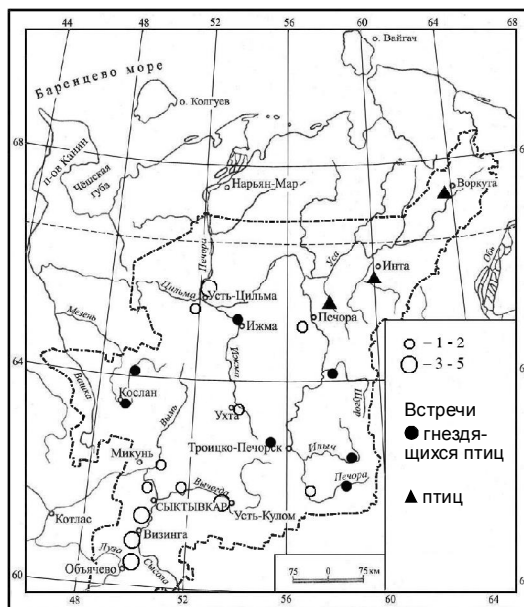 44 48 52 56 60 64
о. Вайгач
Баренцево море
о. Колгуев
68
п-ов Канин
Чёшская губа
Нарьян-Мар
Воркута
Печора
Уса
Инта
Обь
Цильма
Усть-Цильма
Мезень
Ижма
Печора
64
Ижма
Вашка
Кослан
Вымь
Ухта
Щугор
Троицко-Печорск
Илыч
Микунь
Печора
Вычегда
СЫКТЫВКАР
Усть-Кулом
Котлас
Визинга
Луза
Объячево
Сысола
60
48 52 56 60
– 1 - 2
– 3 - 5
Встречи
гнездя-
щихся птиц
птиц
75 0 75 км